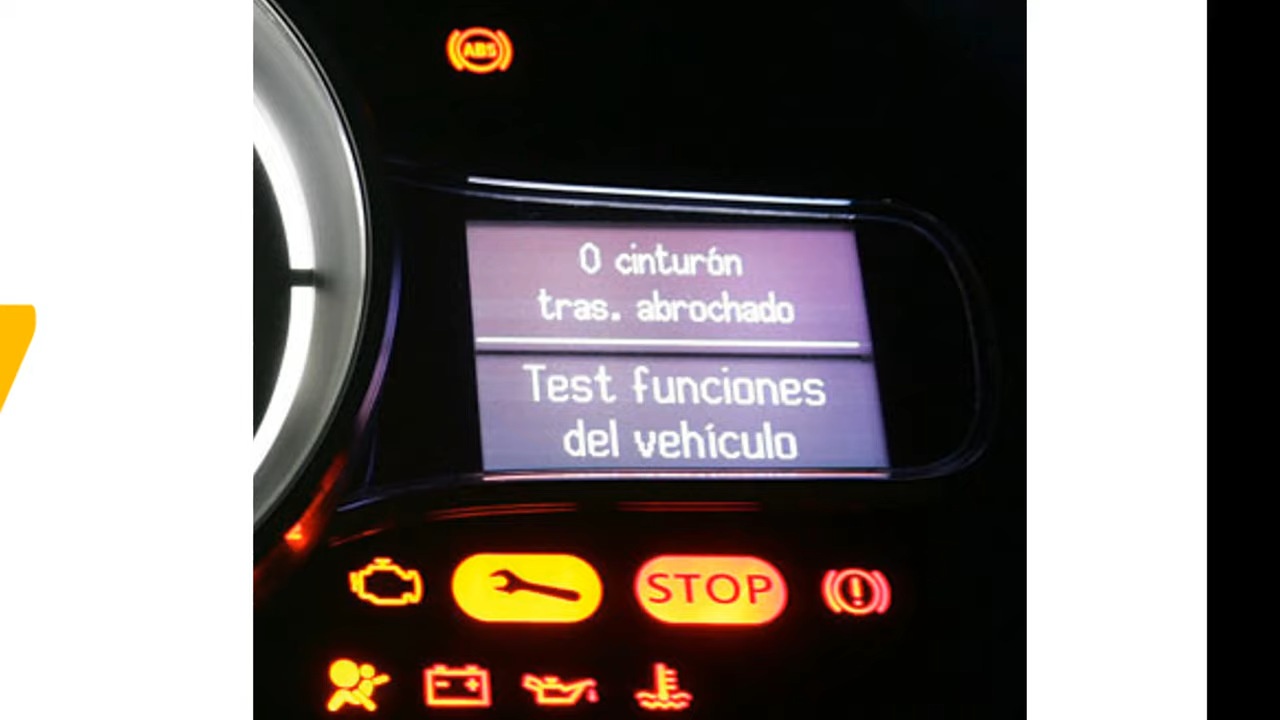 ABS
0 cinturón
tras. abrochado
Test funciones
del vehículo
STOP